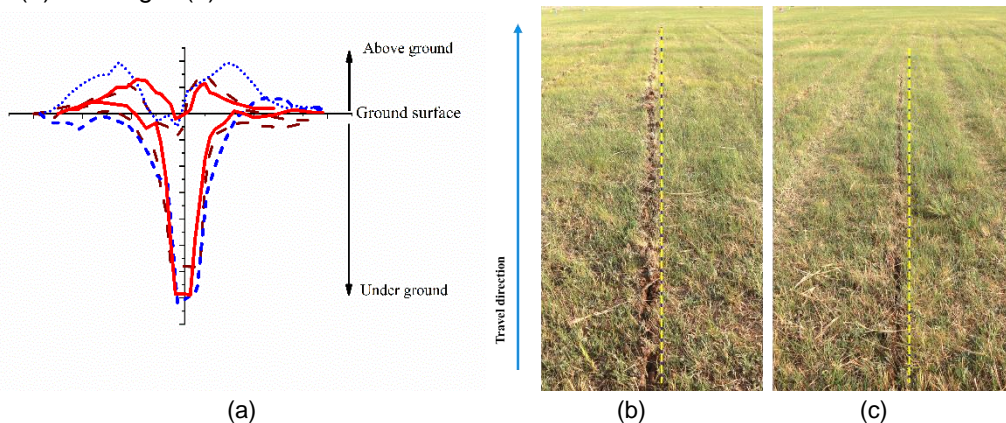 Above ground
Ground surface
Under ground
Travel direction
(a)
(b)
(c)